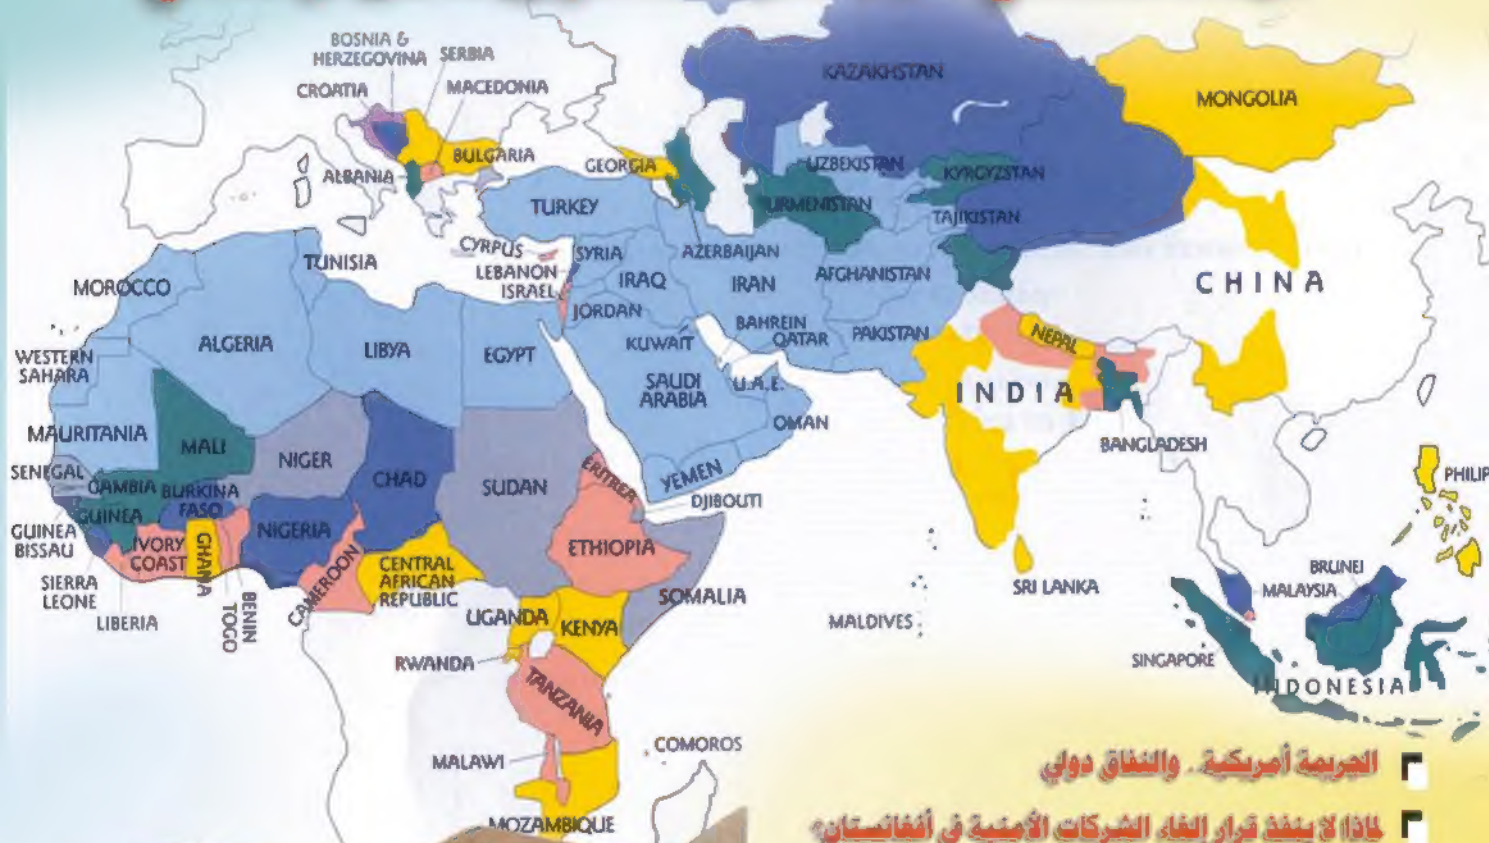 BOSNIA &
HERZEGOVINA
SERBIA
CROATIA
MACEDONIA
KAZAKHSTAN
MONGOLIA
BULGARIA
GEORGIA
UZBEKISTAN
KYRGYZSTAN
ALBANIA
TURKEY
URMENISTAN
TAJIKISTAN
CYRPUS
SYRIA
AZERBAIJAN
TUNISIA
LEBANON
ISRAEL
IRAQ
IRAN
AFGHANISTAN
CHINA
MOROCCO
JORDAN
BAHREIN
QATAR
PAKISTAN
NEPAL
ALGERIA
LIBYA
EGYPT
KUWAIT
WESTERN
SAHARA
SAUDI
ARABIA
U.A.E.
INDIA
OMAN
MAURITANIA
MALI
BANGLADESH
SENEGAL
NIGER
CHAD
SUDAN
ERITREA
YEMEN
PHILIP
GAMBIA
BURKINA
FASO
DJIBOUTI
GUINEA
GUINEA
BISSAU
NIGERIA
IVORY
COAST
GHANA
ETHIOPIA
CENTRAL
AFRICAN
REPUBLIC
CAMEROON
SIERRA
LEONE
SRI LANKA
BRUNEI
MALAYSIA
LIBERIA
TOGO
BENIN
UGANDA
KENYA
SOMALIA
MALDIVES
RWANDA
SINGAPORE
INDONESIA
TANZANIA
COMOROS
MALAWI
MOZAMBIQUE
الجريمة أمريكية.. والنفاق دولي
لماذا لا ينفذ قرار إلغاء الشركات الأمنية في أفغانستان؟